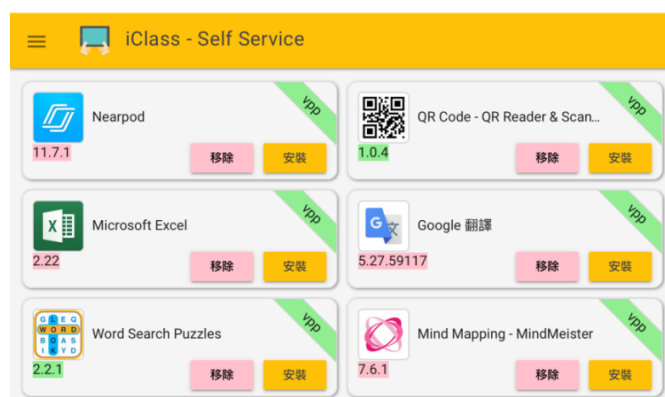 iClass - Self Service
Nearpod
vpp
11.7.1
移除
安裝
QR Code - QR Reader & Scan...
vpp
1.0.4
移除
安裝
Microsoft Excel
vpp
2.22
移除
安裝
Google 翻譯
vpp
5.27.59117
移除
安裝
Word Search Puzzles
vpp
2.2.1
移除
安裝
Mind Mapping - MindMeister
vpp
7.6.1
移除
安裝